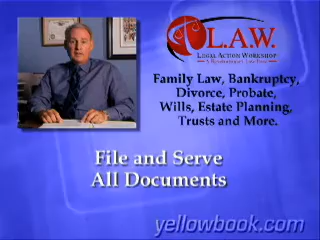 L.A.W.
LEGAL ACTION WORKSHOP
Family Law, Bankruptcy,
Divorce, Probate,
Wills, Estate Planning,
Trusts and More.
File and Serve
All Documents
yellowbook.com